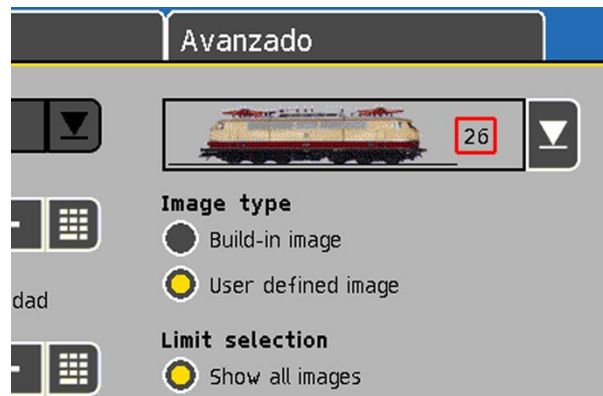 Avanzado
26
Image type
Build-in image
User defined image
dad
Limit selection
Show all images